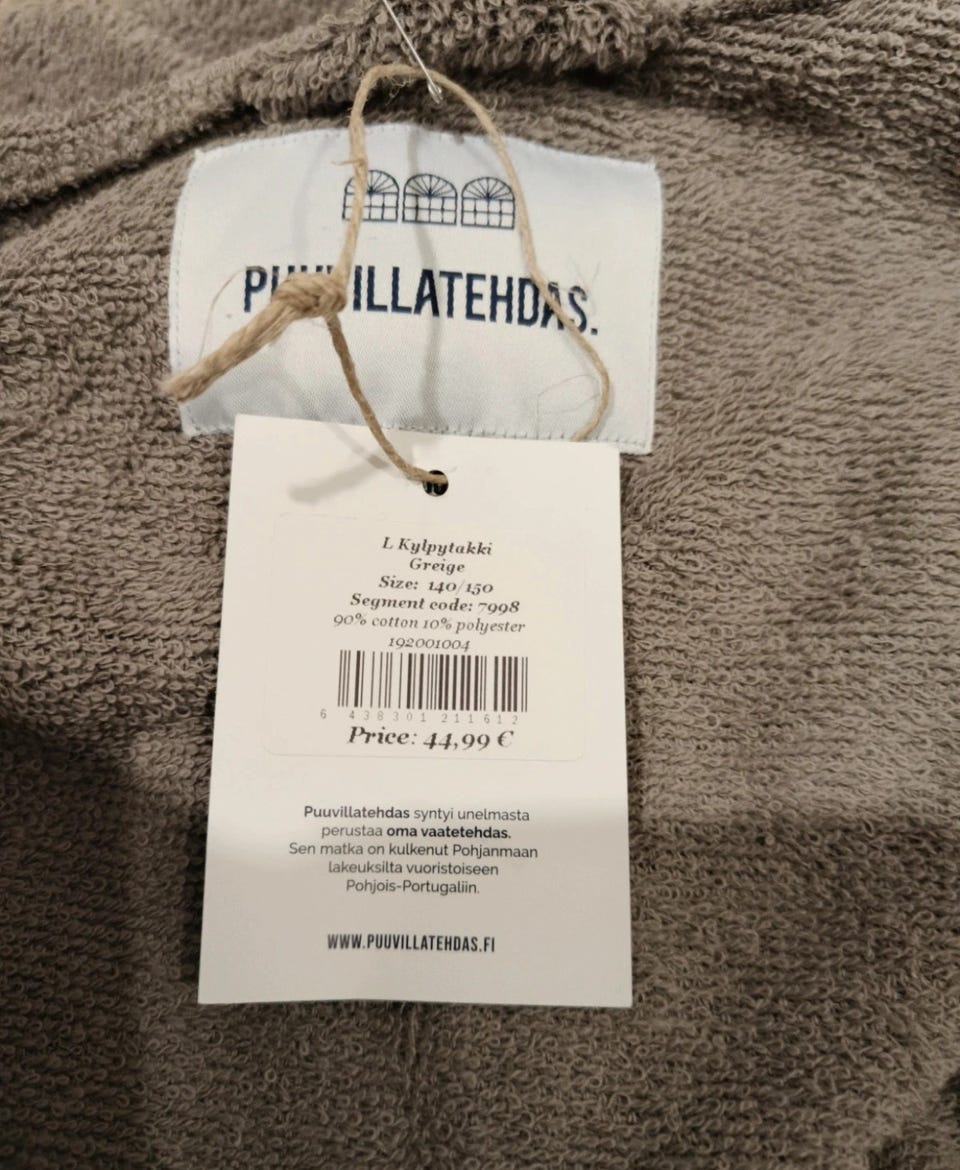 PUUVILLATEHDAS.
L Kylpytakki
Greige
Size: 140/150
Segment code: 7998
90% cotton 10% polyester
192001004
6 438301 211612
Price: 44,99 €
Puuvillatehdas syntyi unelmasta
perustaa oma vaatetehdas.
Sen matka on kulkenut Pohjanmaan
lakeuksilta vuoristoiseen
Pohjois-Portugaliin.
WWW.PUUVILLATEHDAS.FI